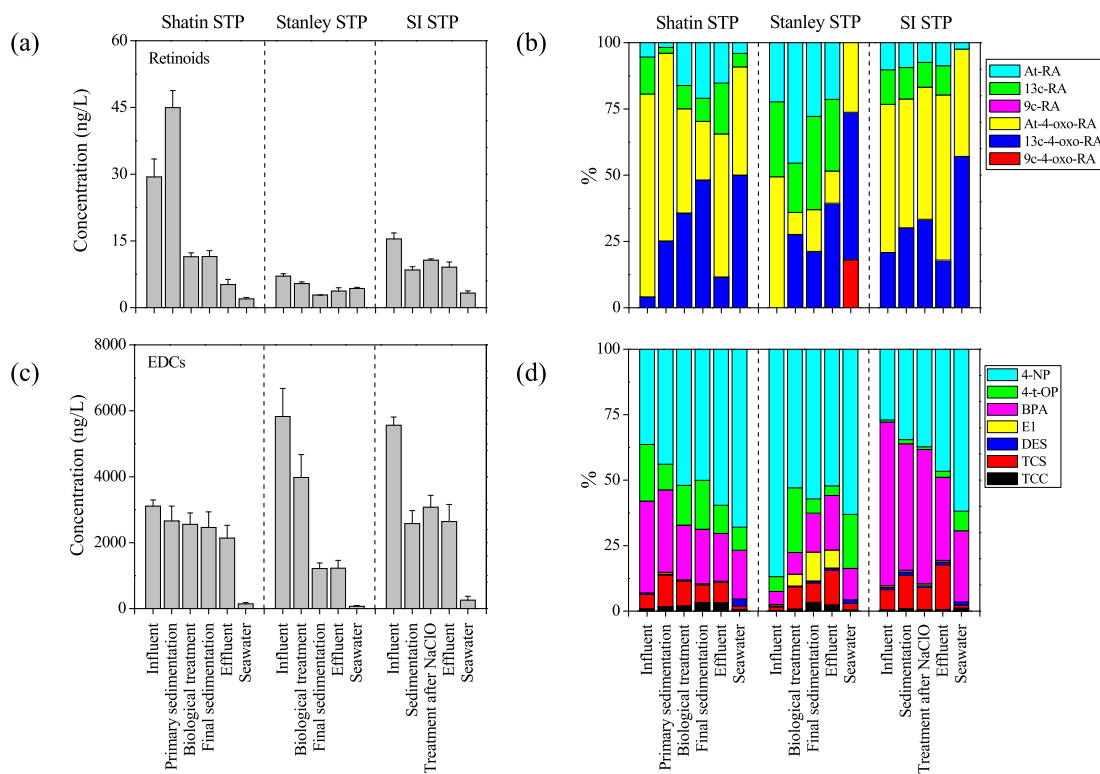 Shatin STP
Stanley STP
SI STP
(a)
Retinoids
Concentration (ng/L)
60
45
30
15
0
Shatin STP
Stanley STP
SI STP
(b)
%
100
75
50
25
0
At-RA
13c-RA
9c-RA
At-4-oxo-RA
13c-4-oxo-RA
9c-4-oxo-RA
(c)
EDCs
Concentration (ng/L)
8000
6000
4000
2000
0
Influent
Primary sedimentation
Biological treatment
Final sedimentation
Effluent
Seawater
Influent
Biological treatment
Final sedimentation
Effluent
Seawater
Influent
Sedimentation
Treatment after NaClO
Effluent
Seawater
(d)
%
100
75
50
25
0
4-NP
4-t-OP
BPA
E1
DES
TCS
TCC
Influent
Primary sedimentation
Biological treatment
Final sedimentation
Effluent
Seawater
Influent
Biological treatment
Final sedimentation
Effluent
Seawater
Influent
Sedimentation
Treatment after NaClO
Effluent
Seawater